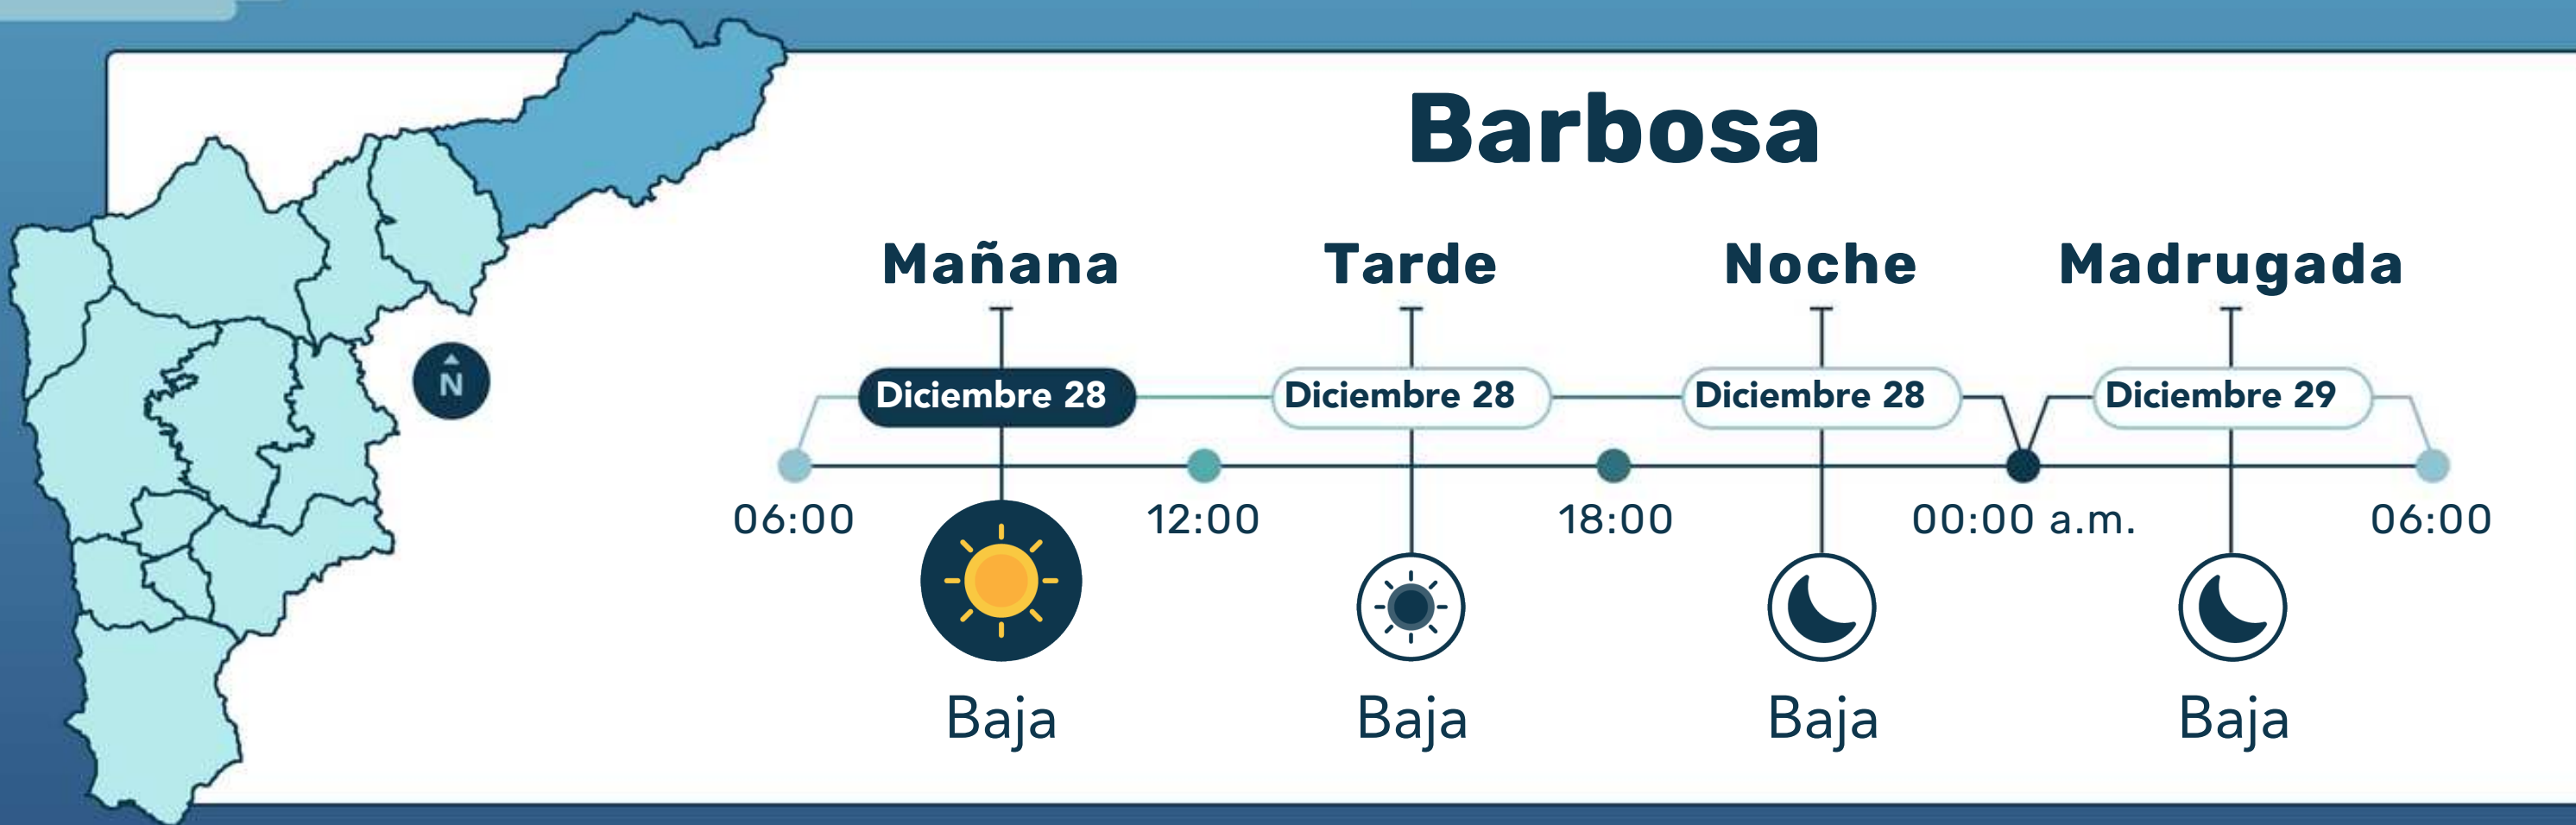 Barbosa
Mañana Tarde Noche Madrugada
Diciembre 28 Diciembre 28 Diciembre 28 Diciembre 29
N
06:00 12:00 18:00 00:00 a.m. 06:00
Baja Baja Baja Baja